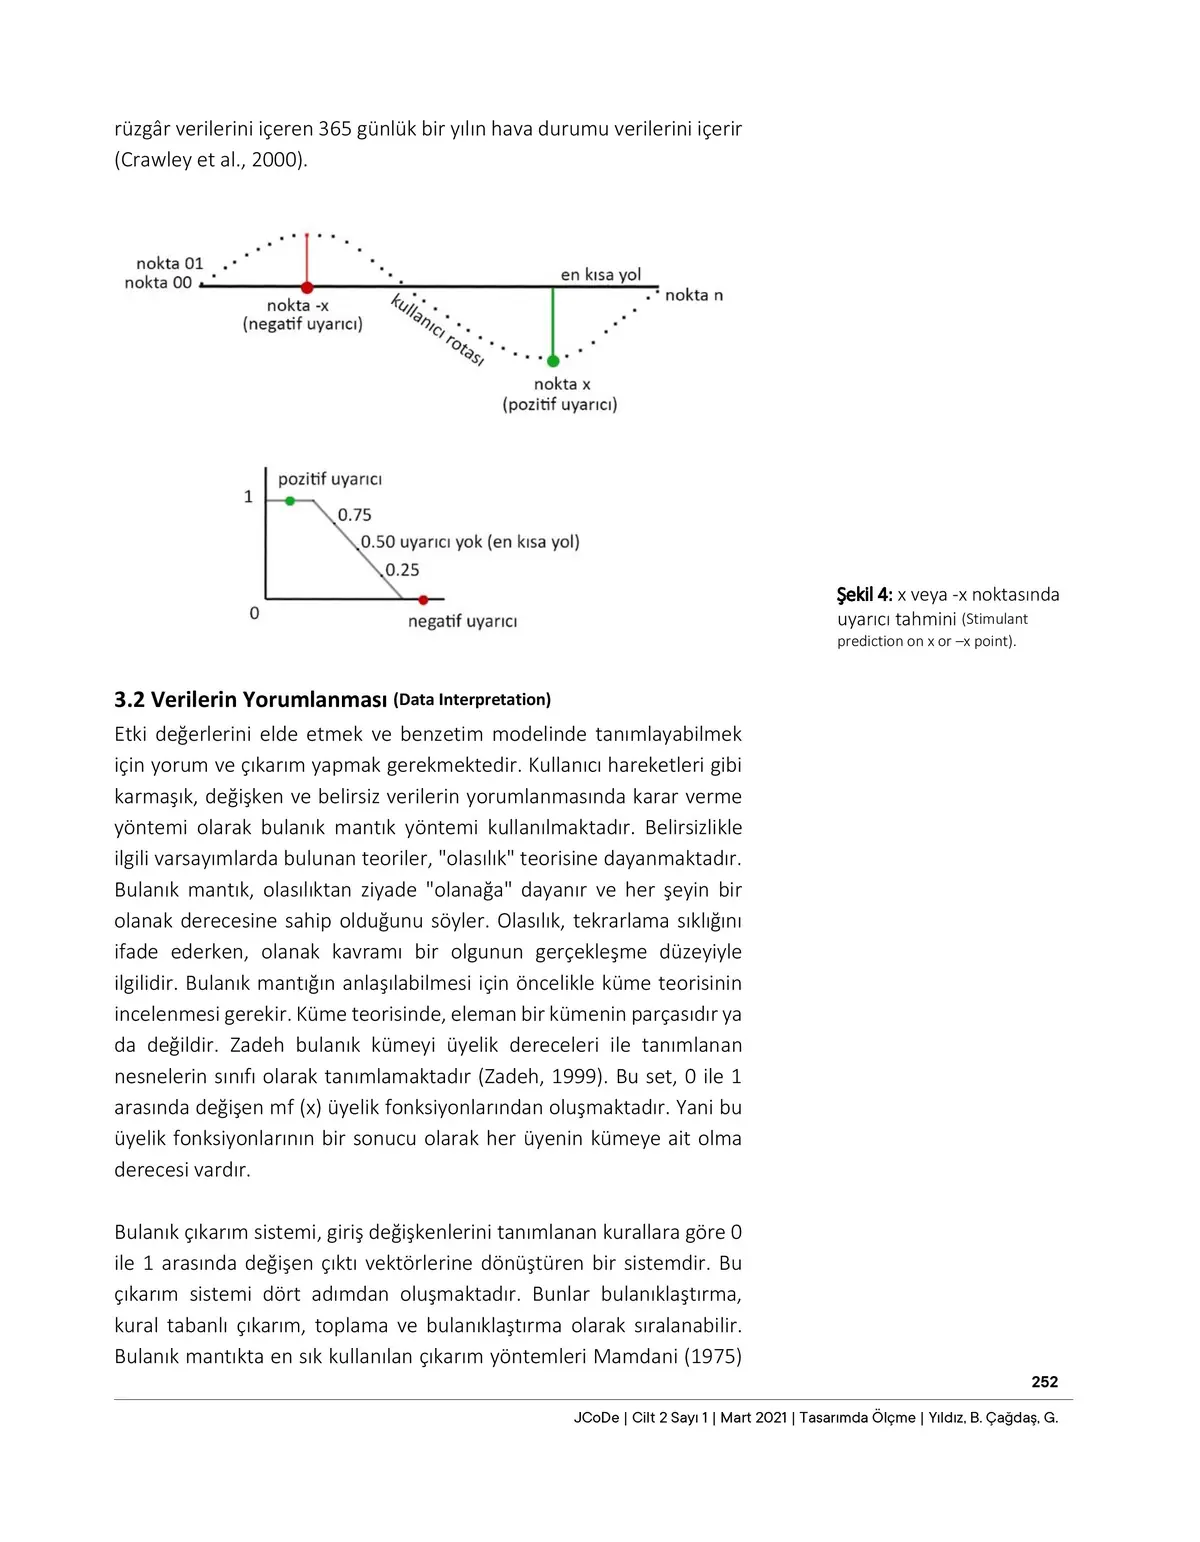 rüzgâr verilerini içeren 365 günlük bir yılın hava durumu verilerini içerir
(Crawley et al., 2000).
nokta 01
nokta 00
nokta -x
(negatif uyarıcı)
kullanıcı rotası
en kısa yol
nokta n
nokta x
(pozitif uyarıcı)
pozitif uyarıcı
1
0.75
0.50 uyarıcı yok (en kısa yol)
0.25
0
negatif uyarıcı
Şekil 4: x veya -x noktasında
uyarıcı tahmini (Stimulant
prediction on x or –x point).
3.2 Verilerin Yorumlanması (Data Interpretation)
Etki değerlerini elde etmek ve benzetim modelinde tanımlayabilmek
için yorum ve çıkarım yapmak gerekmektedir. Kullanıcı hareketleri gibi
karmaşık, değişken ve belirsiz verilerin yorumlanmasında karar verme
yöntemi olarak bulanık mantık yöntemi kullanılmaktadır. Belirsizlikle
ilgili varsayımlarda bulunan teoriler, "olasılık" teorisine dayanmaktadır.
Bulanık mantık, olasılıktan ziyade "olanağa" dayanır ve her şeyin bir
olanak derecesine sahip olduğunu söyler. Olasılık, tekrarlama sıklığını
ifade ederken, olanak kavramı bir olgunun gerçekleşme düzeyiyle
ilgilidir. Bulanık mantığın anlaşılabilmesi için öncelikle küme teorisinin
incelenmesi gerekir. Küme teorisinde, eleman bir kümenin parçasıdır ya
da değildir. Zadeh bulanık kümeyi üyelik dereceleri ile tanımlanan
nesnelerin sınıfı olarak tanımlamaktadır (Zadeh, 1999). Bu set, 0 ile 1
arasında değişen mf (x) üyelik fonksiyonlarından oluşmaktadır. Yani bu
üyelik fonksiyonlarının bir sonucu olarak her üyenin kümeye ait olma
derecesi vardır.
Bulanık çıkarım sistemi, giriş değişkenlerini tanımlanan kurallara göre 0
ile 1 arasında değişen çıktı vektörlerine dönüştüren bir sistemdir. Bu
çıkarım sistemi dört adımdan oluşmaktadır. Bunlar bulanıklaştırma,
kural tabanlı çıkarım, toplama ve bulanıklaştırma olarak sıralanabilir.
Bulanık mantıkta en sık kullanılan çıkarım yöntemleri Mamdani (1975)
252
JCoDe | Cilt 2 Sayı 1 | Mart 2021 | Tasarımda Ölçme | Yıldız, B. Çağdaş, G.